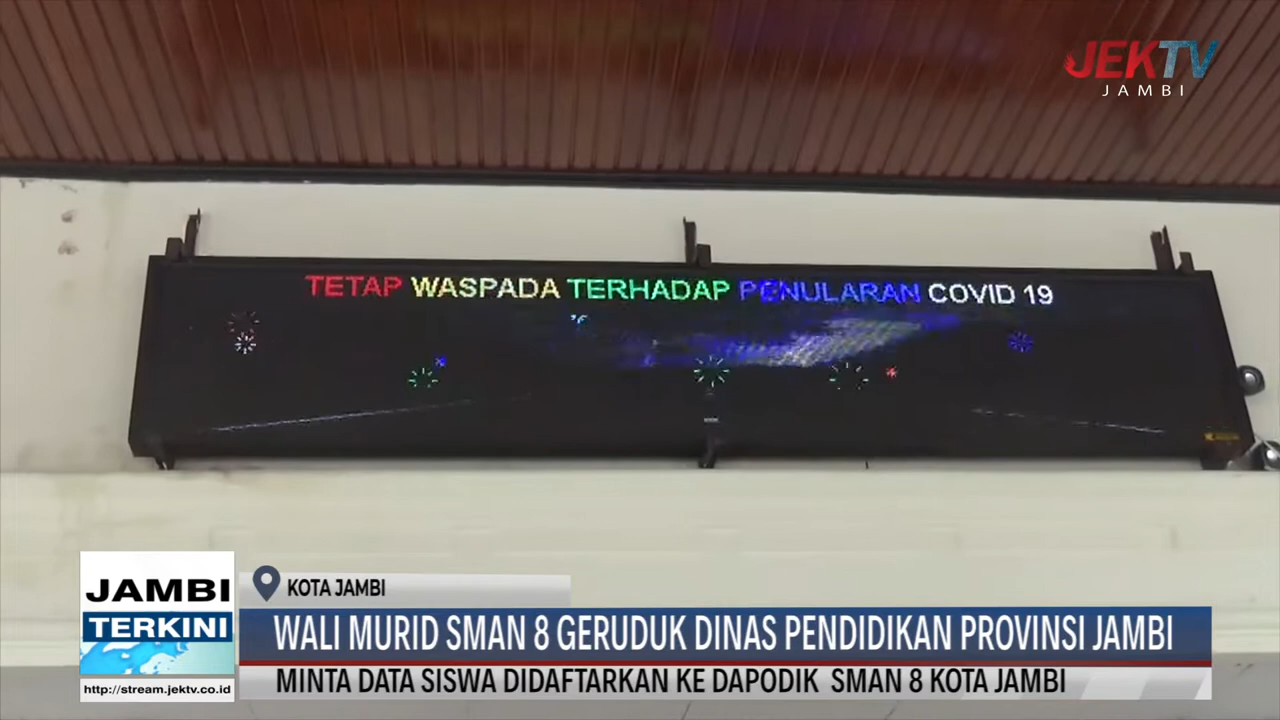 JEKTV
JAMBI
TETAP WASPADA TERHADAP PENULARAN COVID 19
JAMBI
TERKINI
http://stream.jektv.co.id
KOTA JAMBI
WALI MURID SMAN 8 GERUDUK DINAS PENDIDIKAN PROVINSI JAMBI
MINTA DATA SISWA DIDAFTARKAN KE DAPODIK SMAN 8 KOTA JAMBI